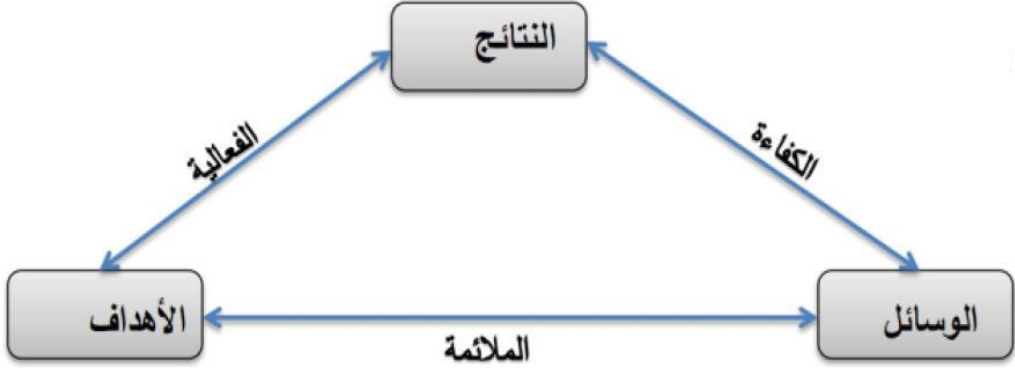 النتائج
الفعالية
الكفاءة
الأهداف
الوسائل
الملائمة